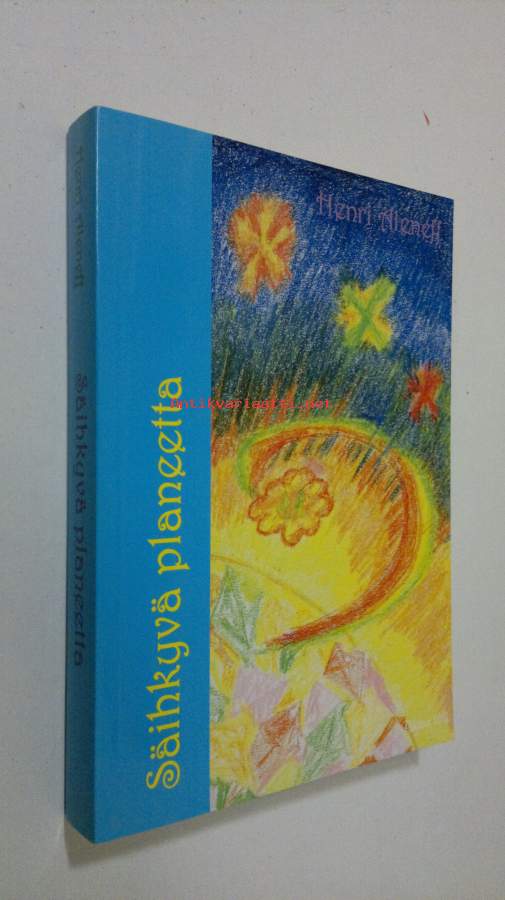 Henri Aleneff
Säihkyvä planeetta
Henri Aleneff
Säihkyvä planeetta
antikvariaatti.net